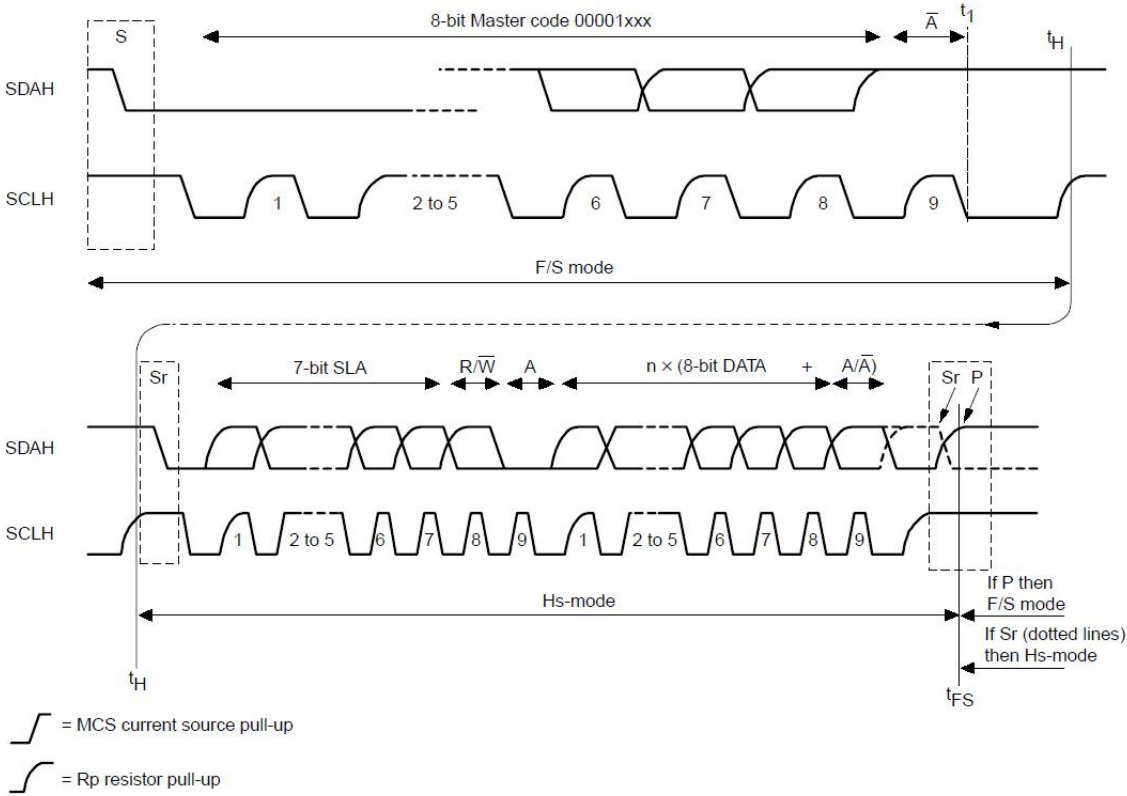 8-bit Master code 00001xxx
S
A̅
t1
tH
SDAH
SCLH
1
2 to 5
6
7
8
9
F/S mode
Sr
7-bit SLA
R/W̅
A
n × (8-bit DATA
+
A/A̅)
Sr
P
SDAH
SCLH
1
2 to 5
6
7
8
9
1
2 to 5
6
7
8
9
Hs-mode
If P then
F/S mode
If Sr (dotted lines)
then Hs-mode
tH
tFS
= MCS current source pull-up
= Rp resistor pull-up